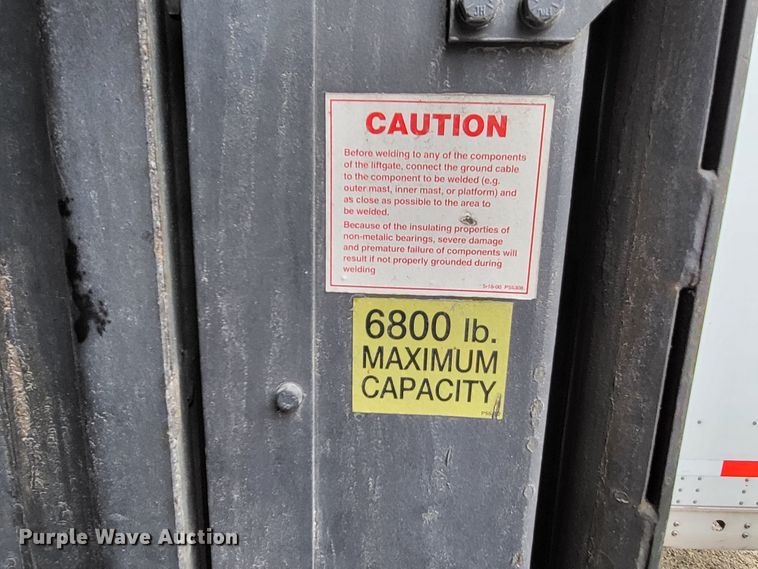 JH
CAUTION
Before welding to any of the components
of the liftgate, connect the ground cable
to the component to be welded (e.g.
outer mast, inner mast, or platform) and
as close as possible to the area to
be welded.
Because of the insulating properties of
non-metalic bearings, severe damage
and premature failure of components will
result if not properly grounded during
welding
6800 lb.
MAXIMUM
CAPACITY
Purple Wave Auction